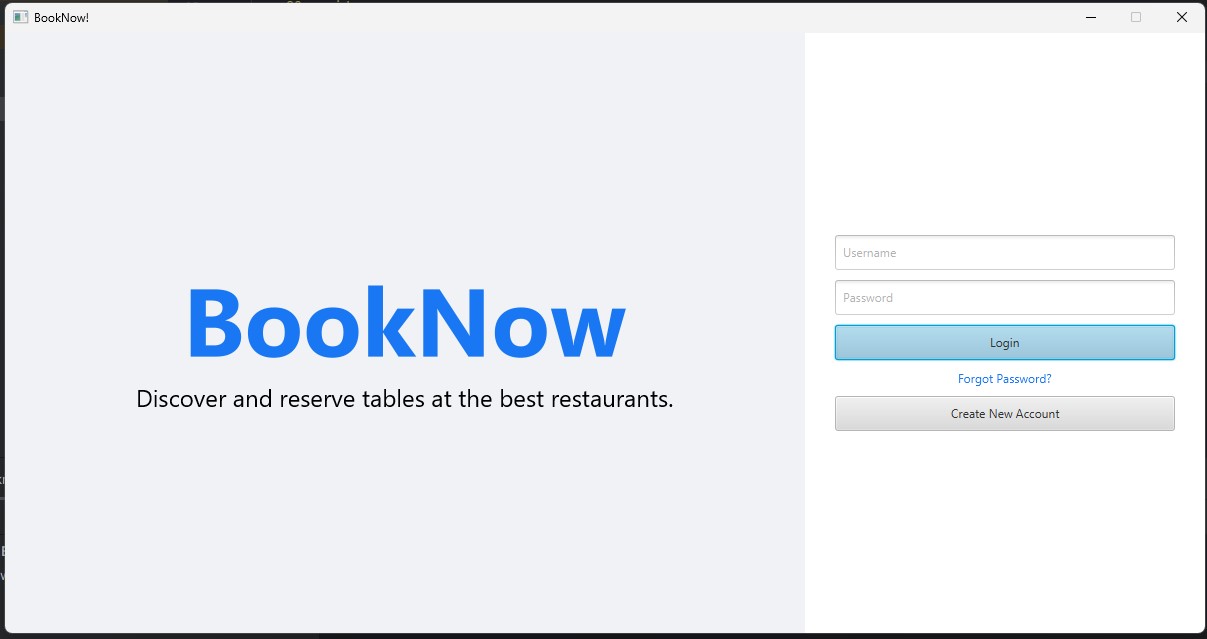 BookNow!
BookNow
Discover and reserve tables at the best restaurants.
Username
Password
Login
Forgot Password?
Create New Account